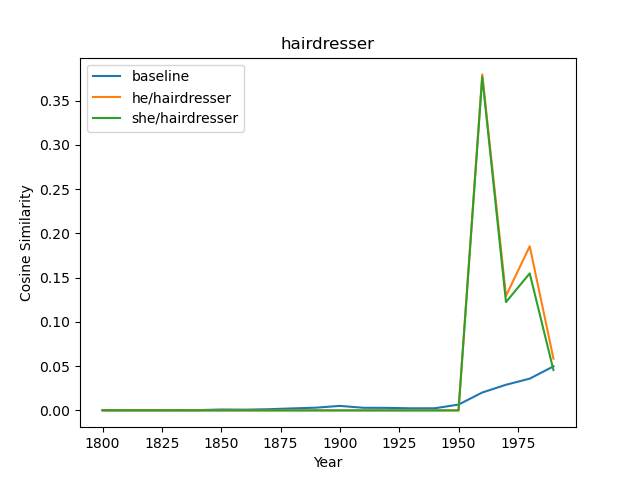 hairdresser
baseline
he/hairdresser
she/hairdresser
0.35
0.30
0.25
0.20
0.15
0.10
0.05
0.00
Cosine Similarity
1800 1825 1850 1875 1900 1925 1950 1975
Year